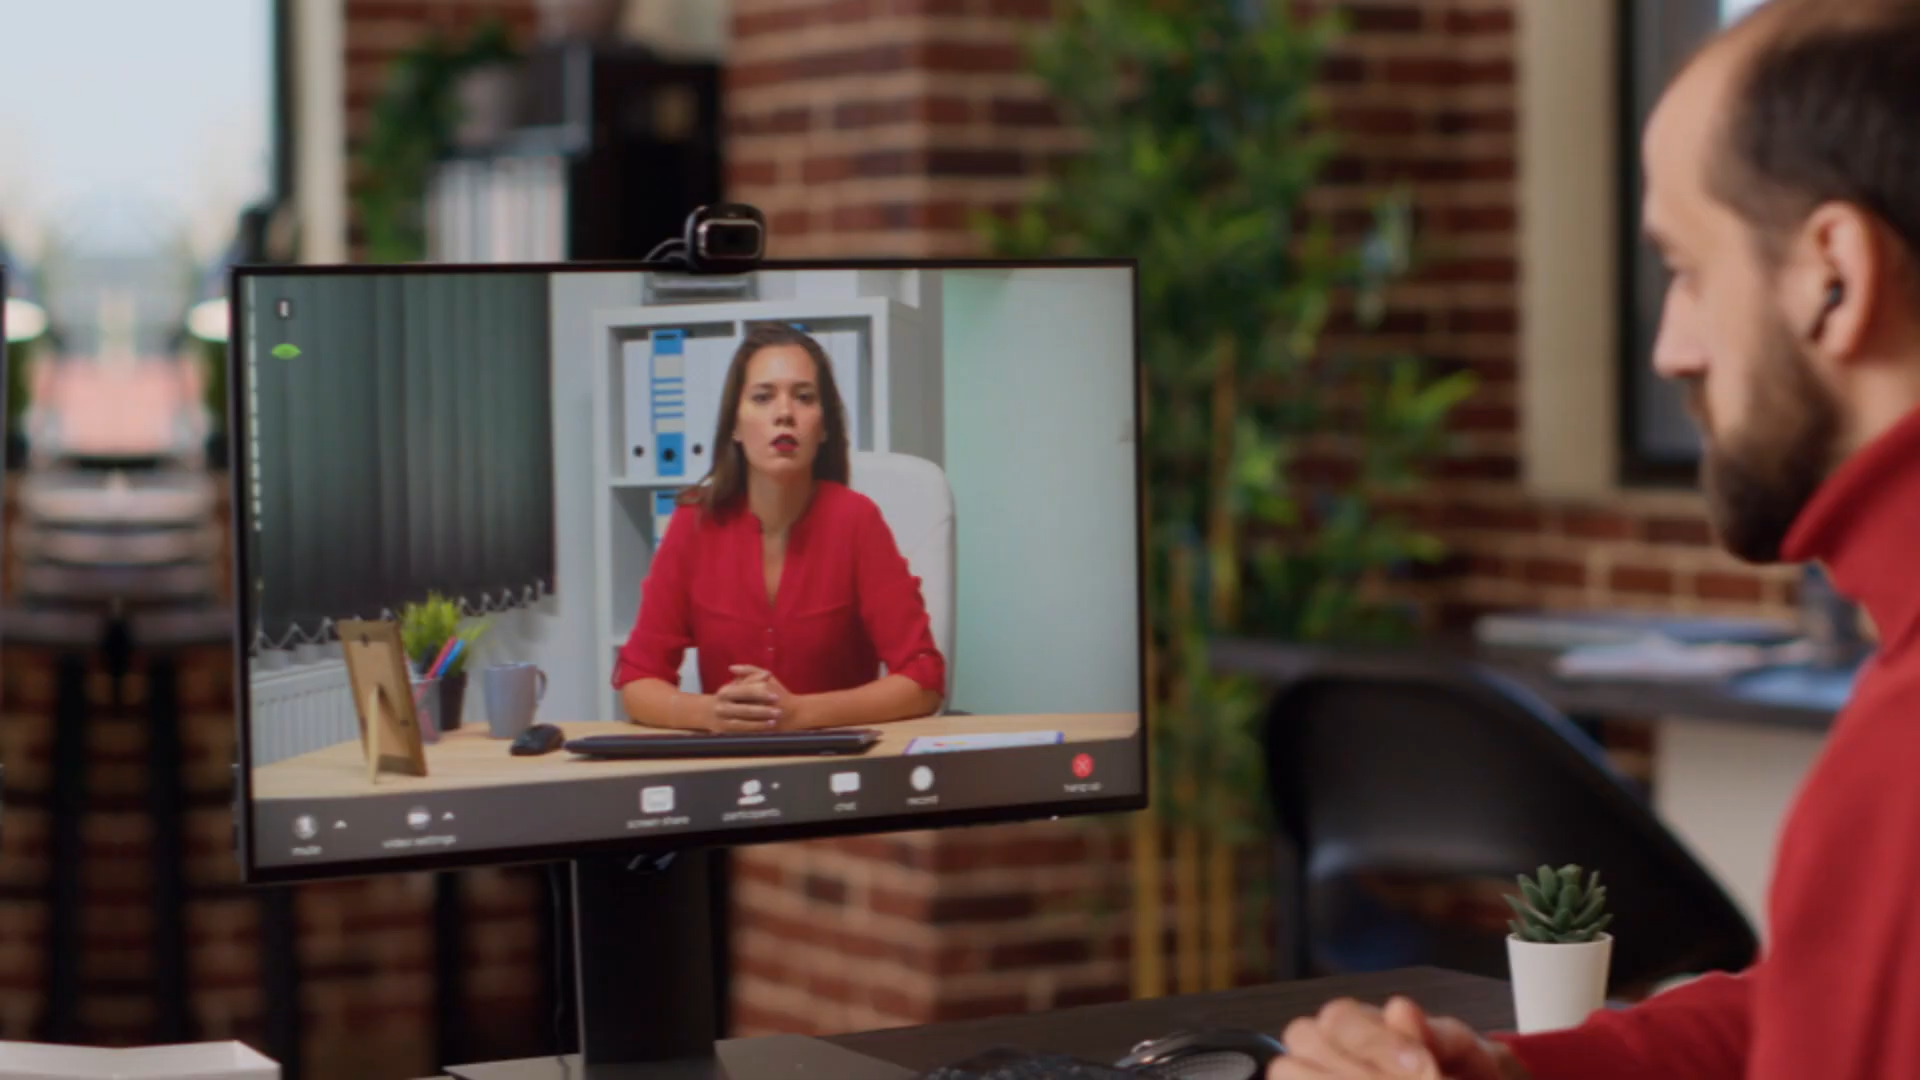 mute
video settings
screen share
participants
chat
record
hang up